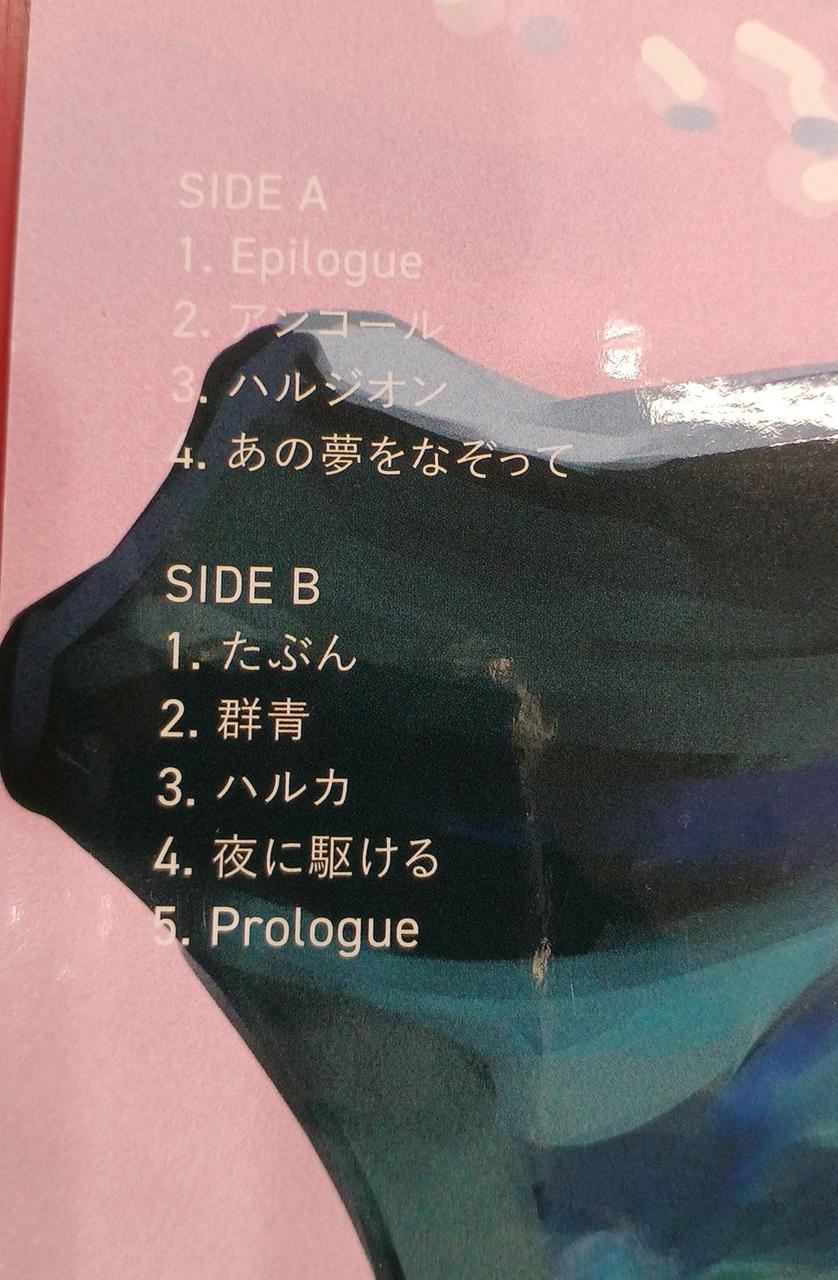 SIDE A
1. Epilogue
2. アンコール
3. ハルジオン
4. あの夢をなぞって
SIDE B
1. たぶん
2. 群青
3. ハルカ
4. 夜に駆ける
5. Prologue